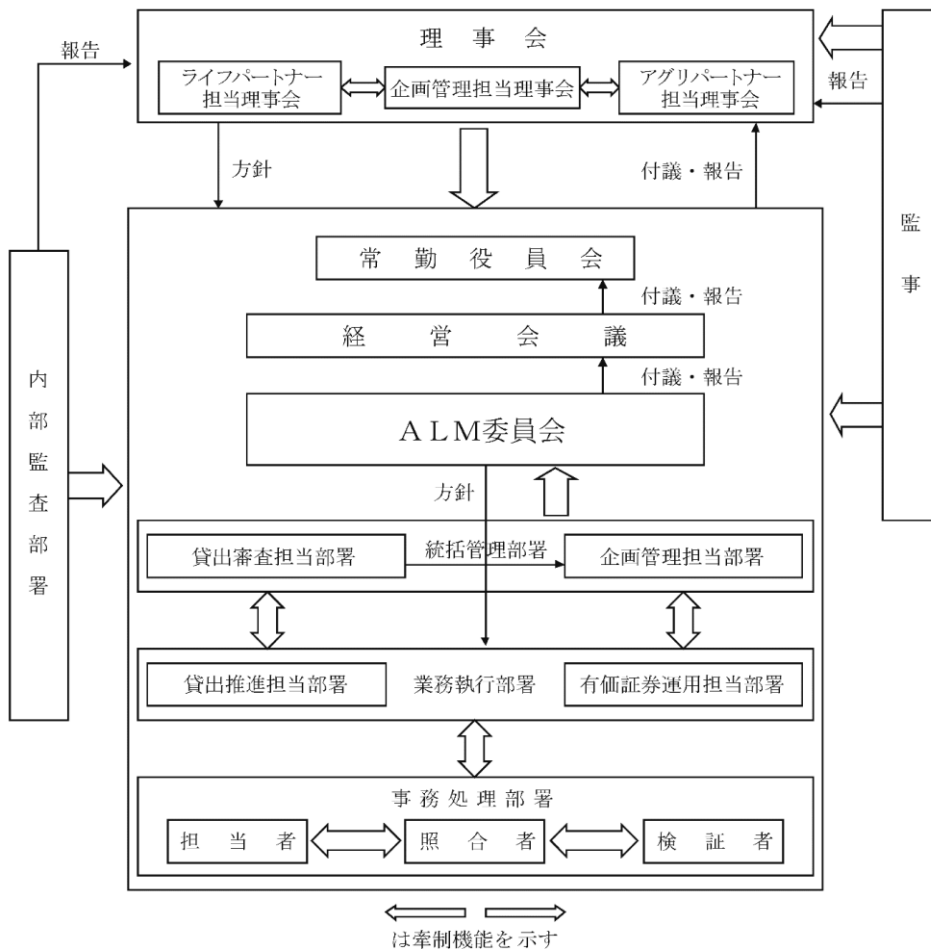 理事会
報告
ライフパートナー
担当理事会
企画管理担当理事会
アグリパートナー
担当理事会
報告
方針
付議・報告
監事
常勤役員会
付議・報告
経営会議
付議・報告
ALM委員会
内部監査部署
方針
貸出審査担当部署
統括管理部署
企画管理担当部署
貸出推進担当部署
業務執行部署
有価証券運用担当部署
事務処理部署
担当者
照合者
検証者
は牽制機能を示す